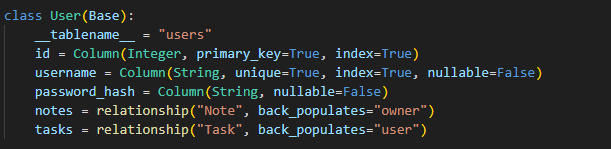 class User(Base):
    __tablename__ = "users"
    id = Column(Integer, primary_key=True, index=True)
    username = Column(String, unique=True, index=True, nullable=False)
    password_hash = Column(String, nullable=False)
    notes = relationship("Note", back_populates="owner")
    tasks = relationship("Task", back_populates="user")